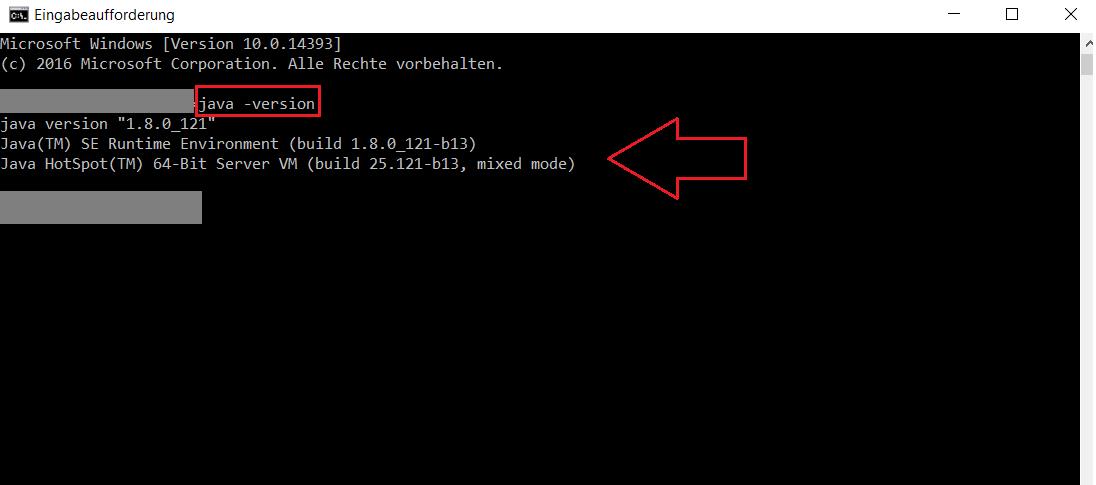 Eingabeaufforderung
Microsoft Windows [Version 10.0.14393]
(c) 2016 Microsoft Corporation. Alle Rechte vorbehalten.
java -version
java version "1.8.0_121"
Java(TM) SE Runtime Environment (build 1.8.0_121-b13)
Java HotSpot(TM) 64-Bit Server VM (build 25.121-b13, mixed mode)